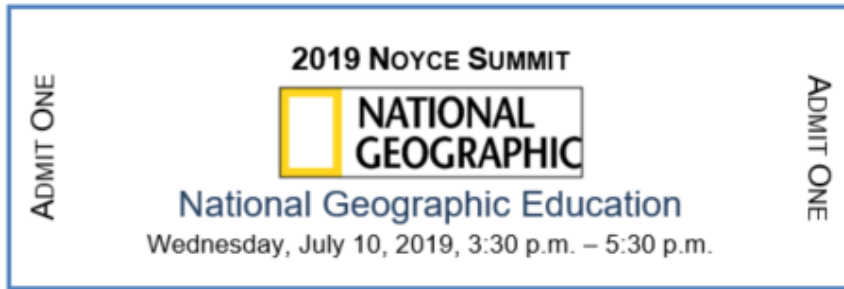 ADMIT ONE
2019 NOYCE SUMMIT
NATIONAL
GEOGRAPHIC
National Geographic Education
Wednesday, July 10, 2019, 3:30 p.m. – 5:30 p.m.
ADMIT ONE